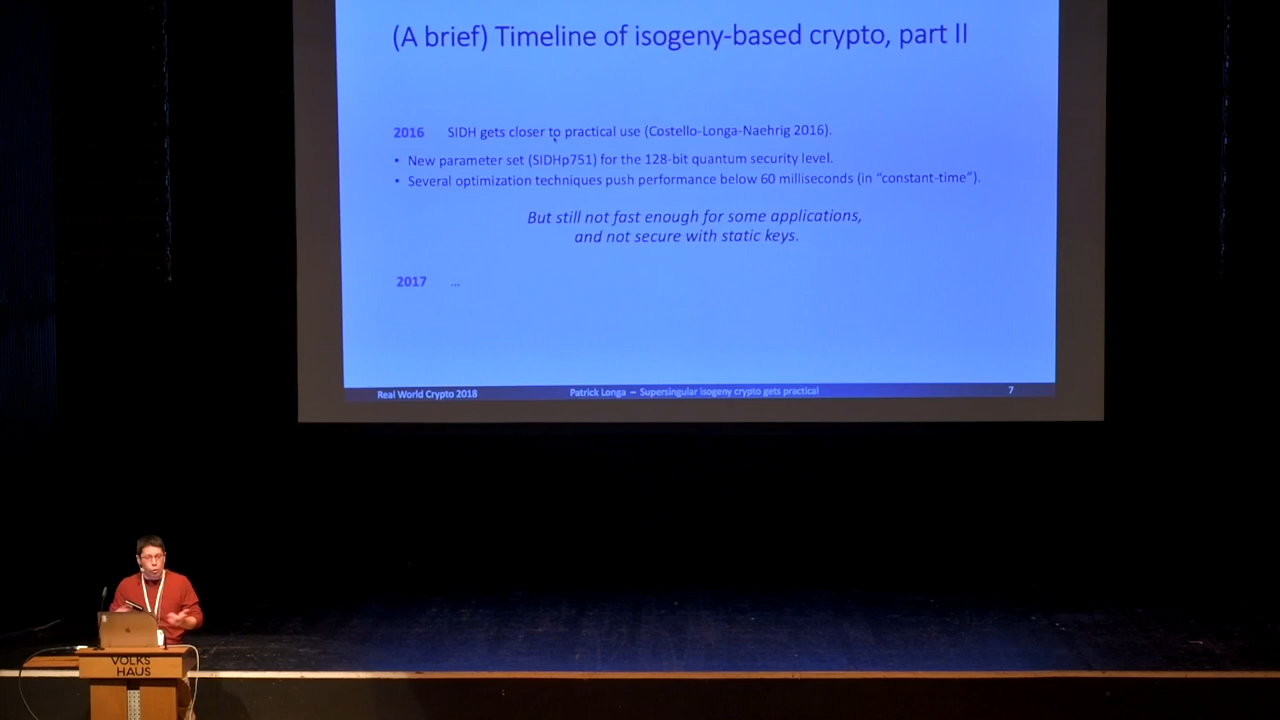 (A brief) Timeline of isogeny-based crypto, part II
2016 SIDH gets closer to practical use (Costello-Longa-Naehrig 2016).
• New parameter set (SIDHp751) for the 128-bit quantum security level.
• Several optimization techniques push performance below 60 milliseconds (in “constant-time”).
But still not fast enough for some applications,
and not secure with static keys.
2017 ...
Real World Crypto 2018 Patrick Longa – Supersingular isogeny crypto gets practical 7
VOLKS
HAUS